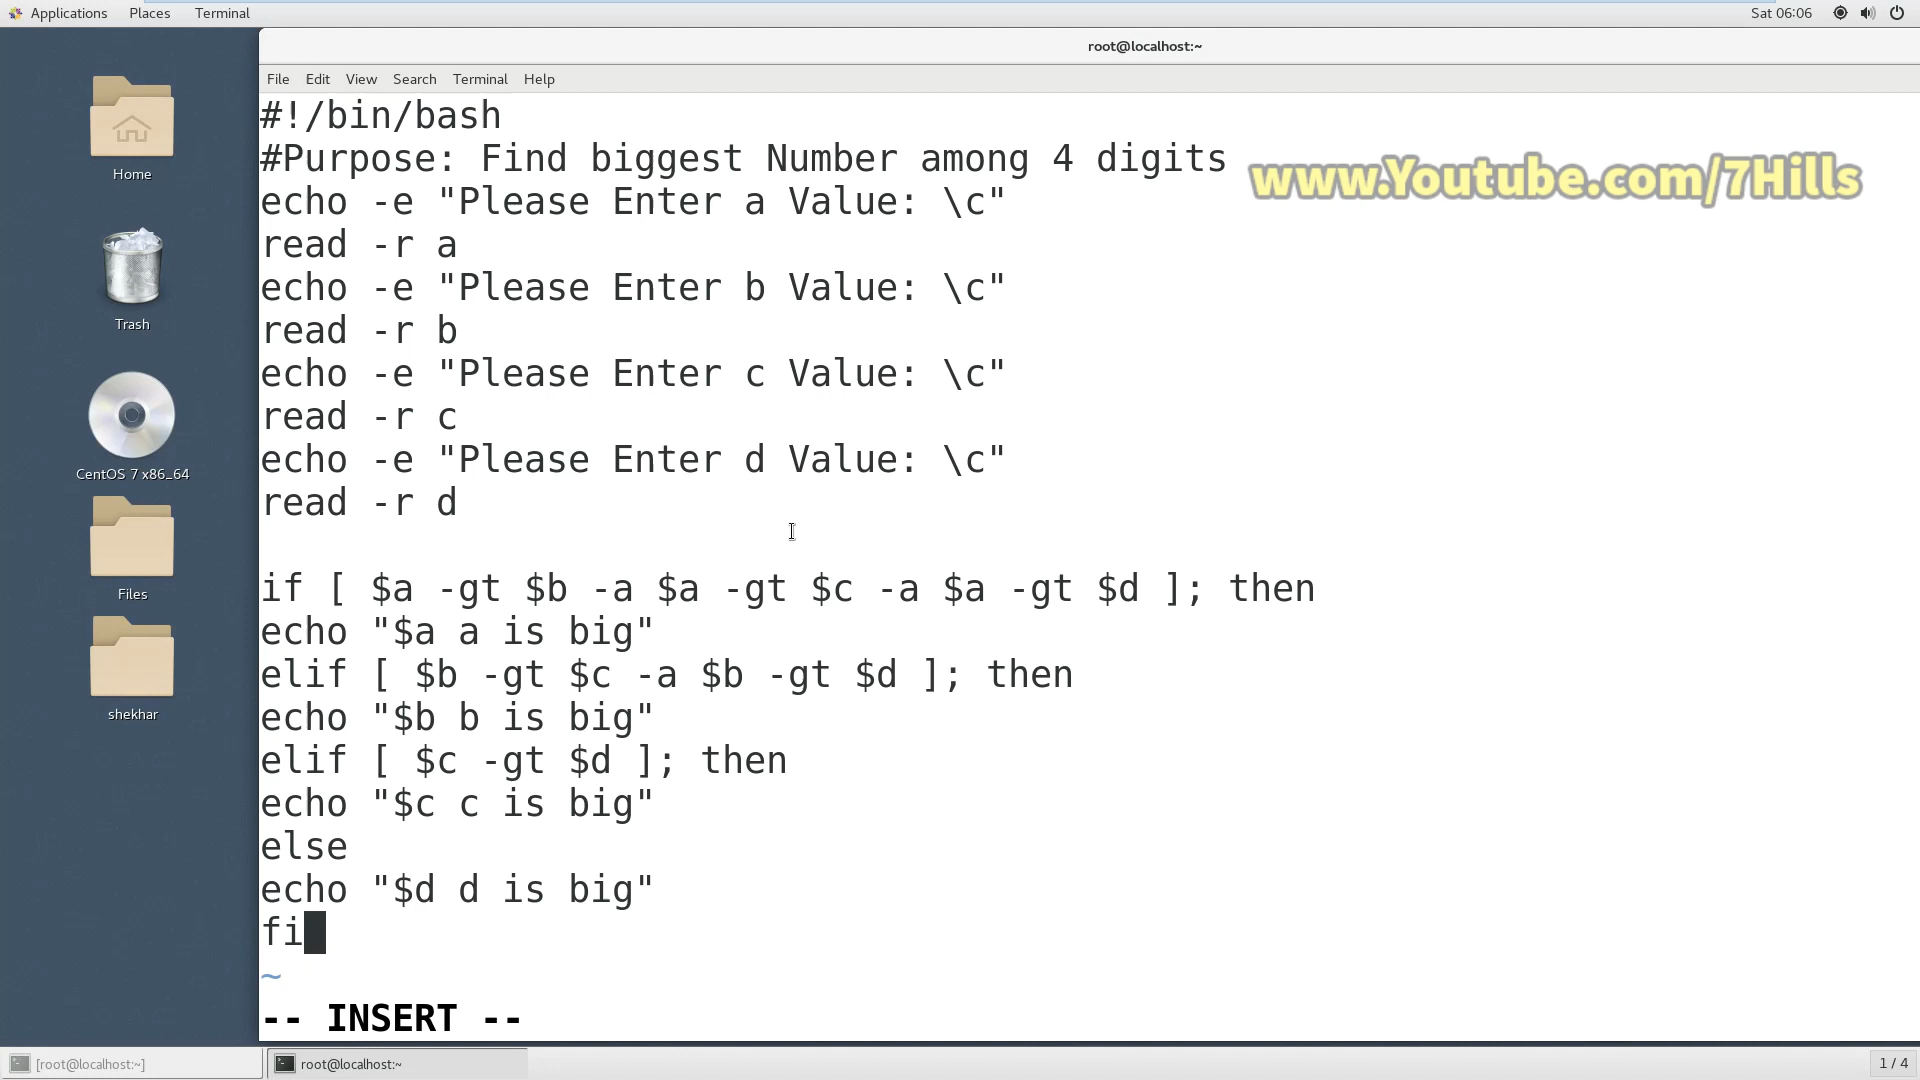 Applications Places Terminal Sat 06:06
root@localhost:~
File Edit View Search Terminal Help
#!/bin/bash
#Purpose: Find biggest Number among 4 digits
www.Youtube.com/7Hills
echo -e "Please Enter a Value: \c"
read -r a
echo -e "Please Enter b Value: \c"
read -r b
echo -e "Please Enter c Value: \c"
read -r c
echo -e "Please Enter d Value: \c"
read -r d
if [ $a -gt $b -a $a -gt $c -a $a -gt $d ]; then
echo "$a a is big"
elif [ $b -gt $c -a $b -gt $d ]; then
echo "$b b is big"
elif [ $c -gt $d ]; then
echo "$c c is big"
else
echo "$d d is big"
fi
~
-- INSERT --
Home
Trash
CentOS 7 x86_64
Files
shekhar
[root@localhost:~]
root@localhost:~
1 / 4